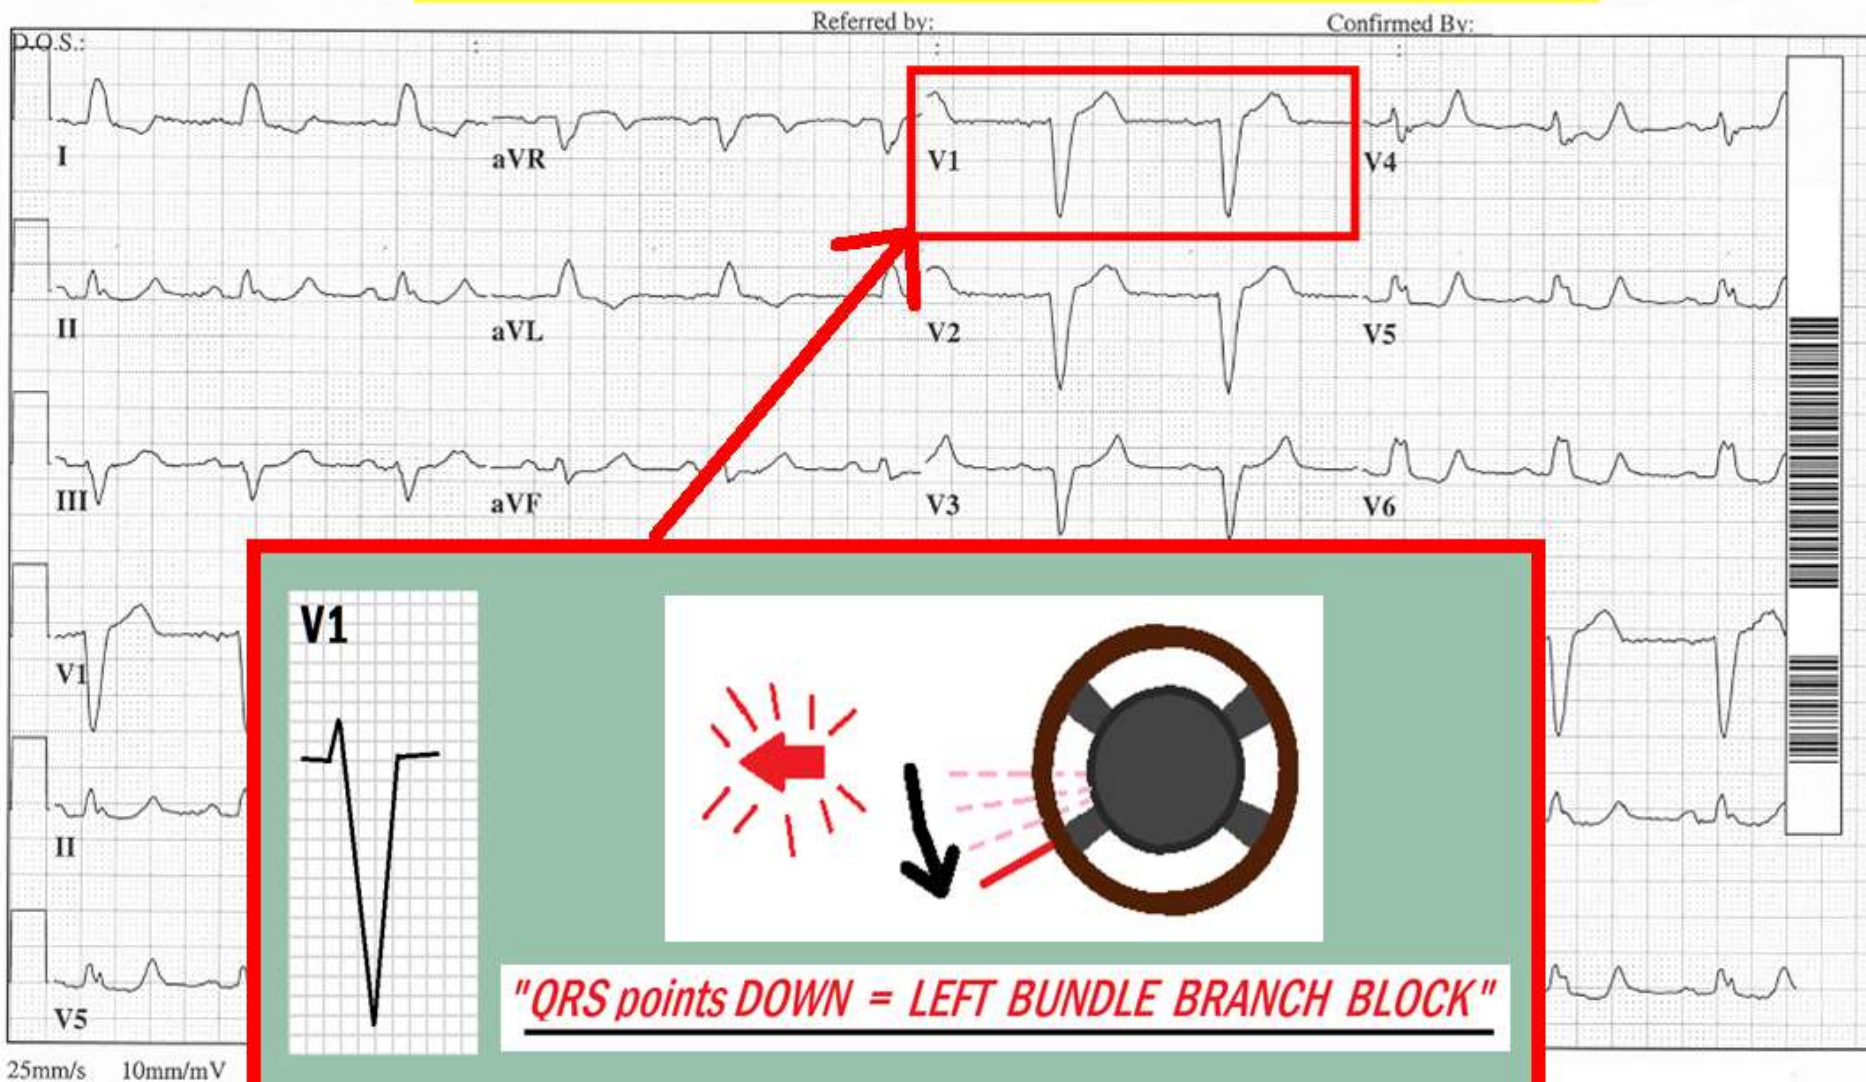 Referred by:
Confirmed By:
D.O.S.:
I
aVR
V1
V4
II
aVL
V2
V5
III
aVF
V3
V6
V1
II
V5
25mm/s 10mm/mV
V1
"QRS points DOWN = LEFT BUNDLE BRANCH BLOCK"